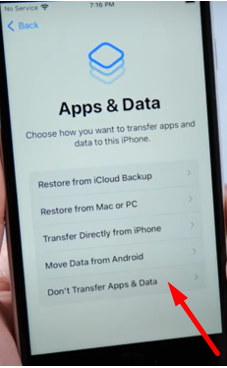 No Service 7:16 PM
Back
Apps & Data
Choose how you want to transfer apps and
data to this iPhone.
Restore from iCloud Backup
Restore from Mac or PC
Transfer Directly from iPhone
Move Data from Android
Don't Transfer Apps & Data